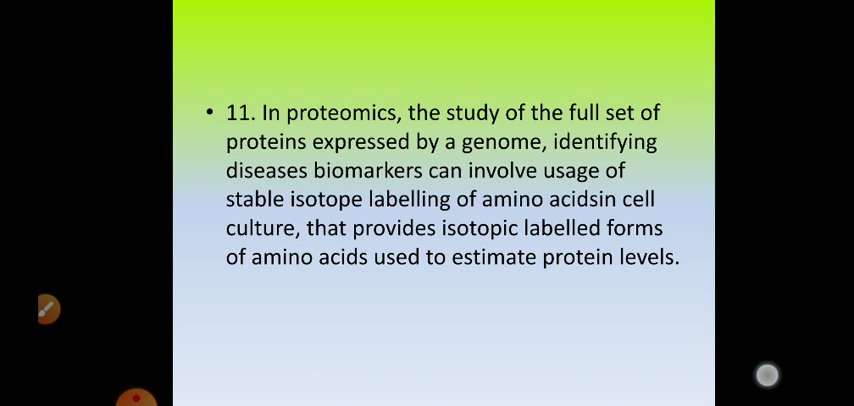 • 11. In proteomics, the study of the full set of
proteins expressed by a genome, identifying
diseases biomarkers can involve usage of
stable isotope labelling of amino acidsin cell
culture, that provides isotopic labelled forms
of amino acids used to estimate protein levels.